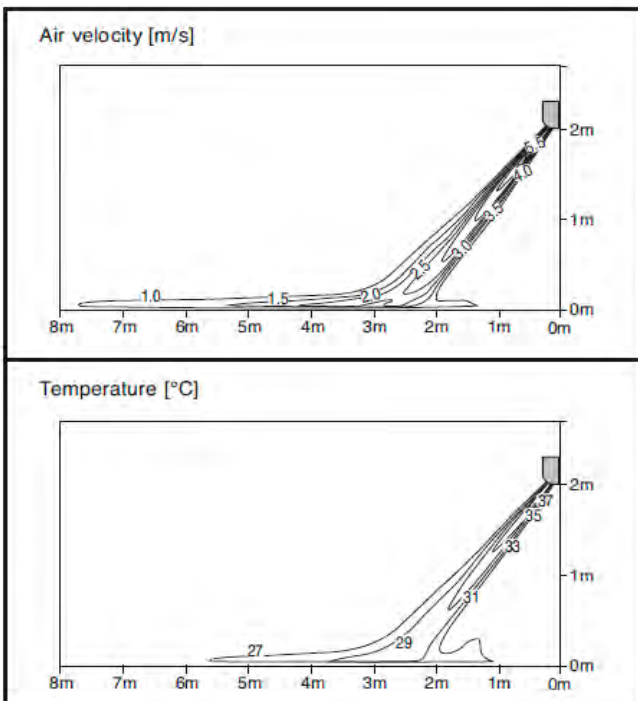 Air velocity [m/s]
5.5
2m
4.0
3.5
1m
3.0
2.5
2.0
1.5
1.0
0m
8m 7m 6m 5m 4m 3m 2m 1m 0m
Temperature [°C]
37
2m
35
33
1m
31
29
27
0m
8m 7m 6m 5m 4m 3m 2m 1m 0m